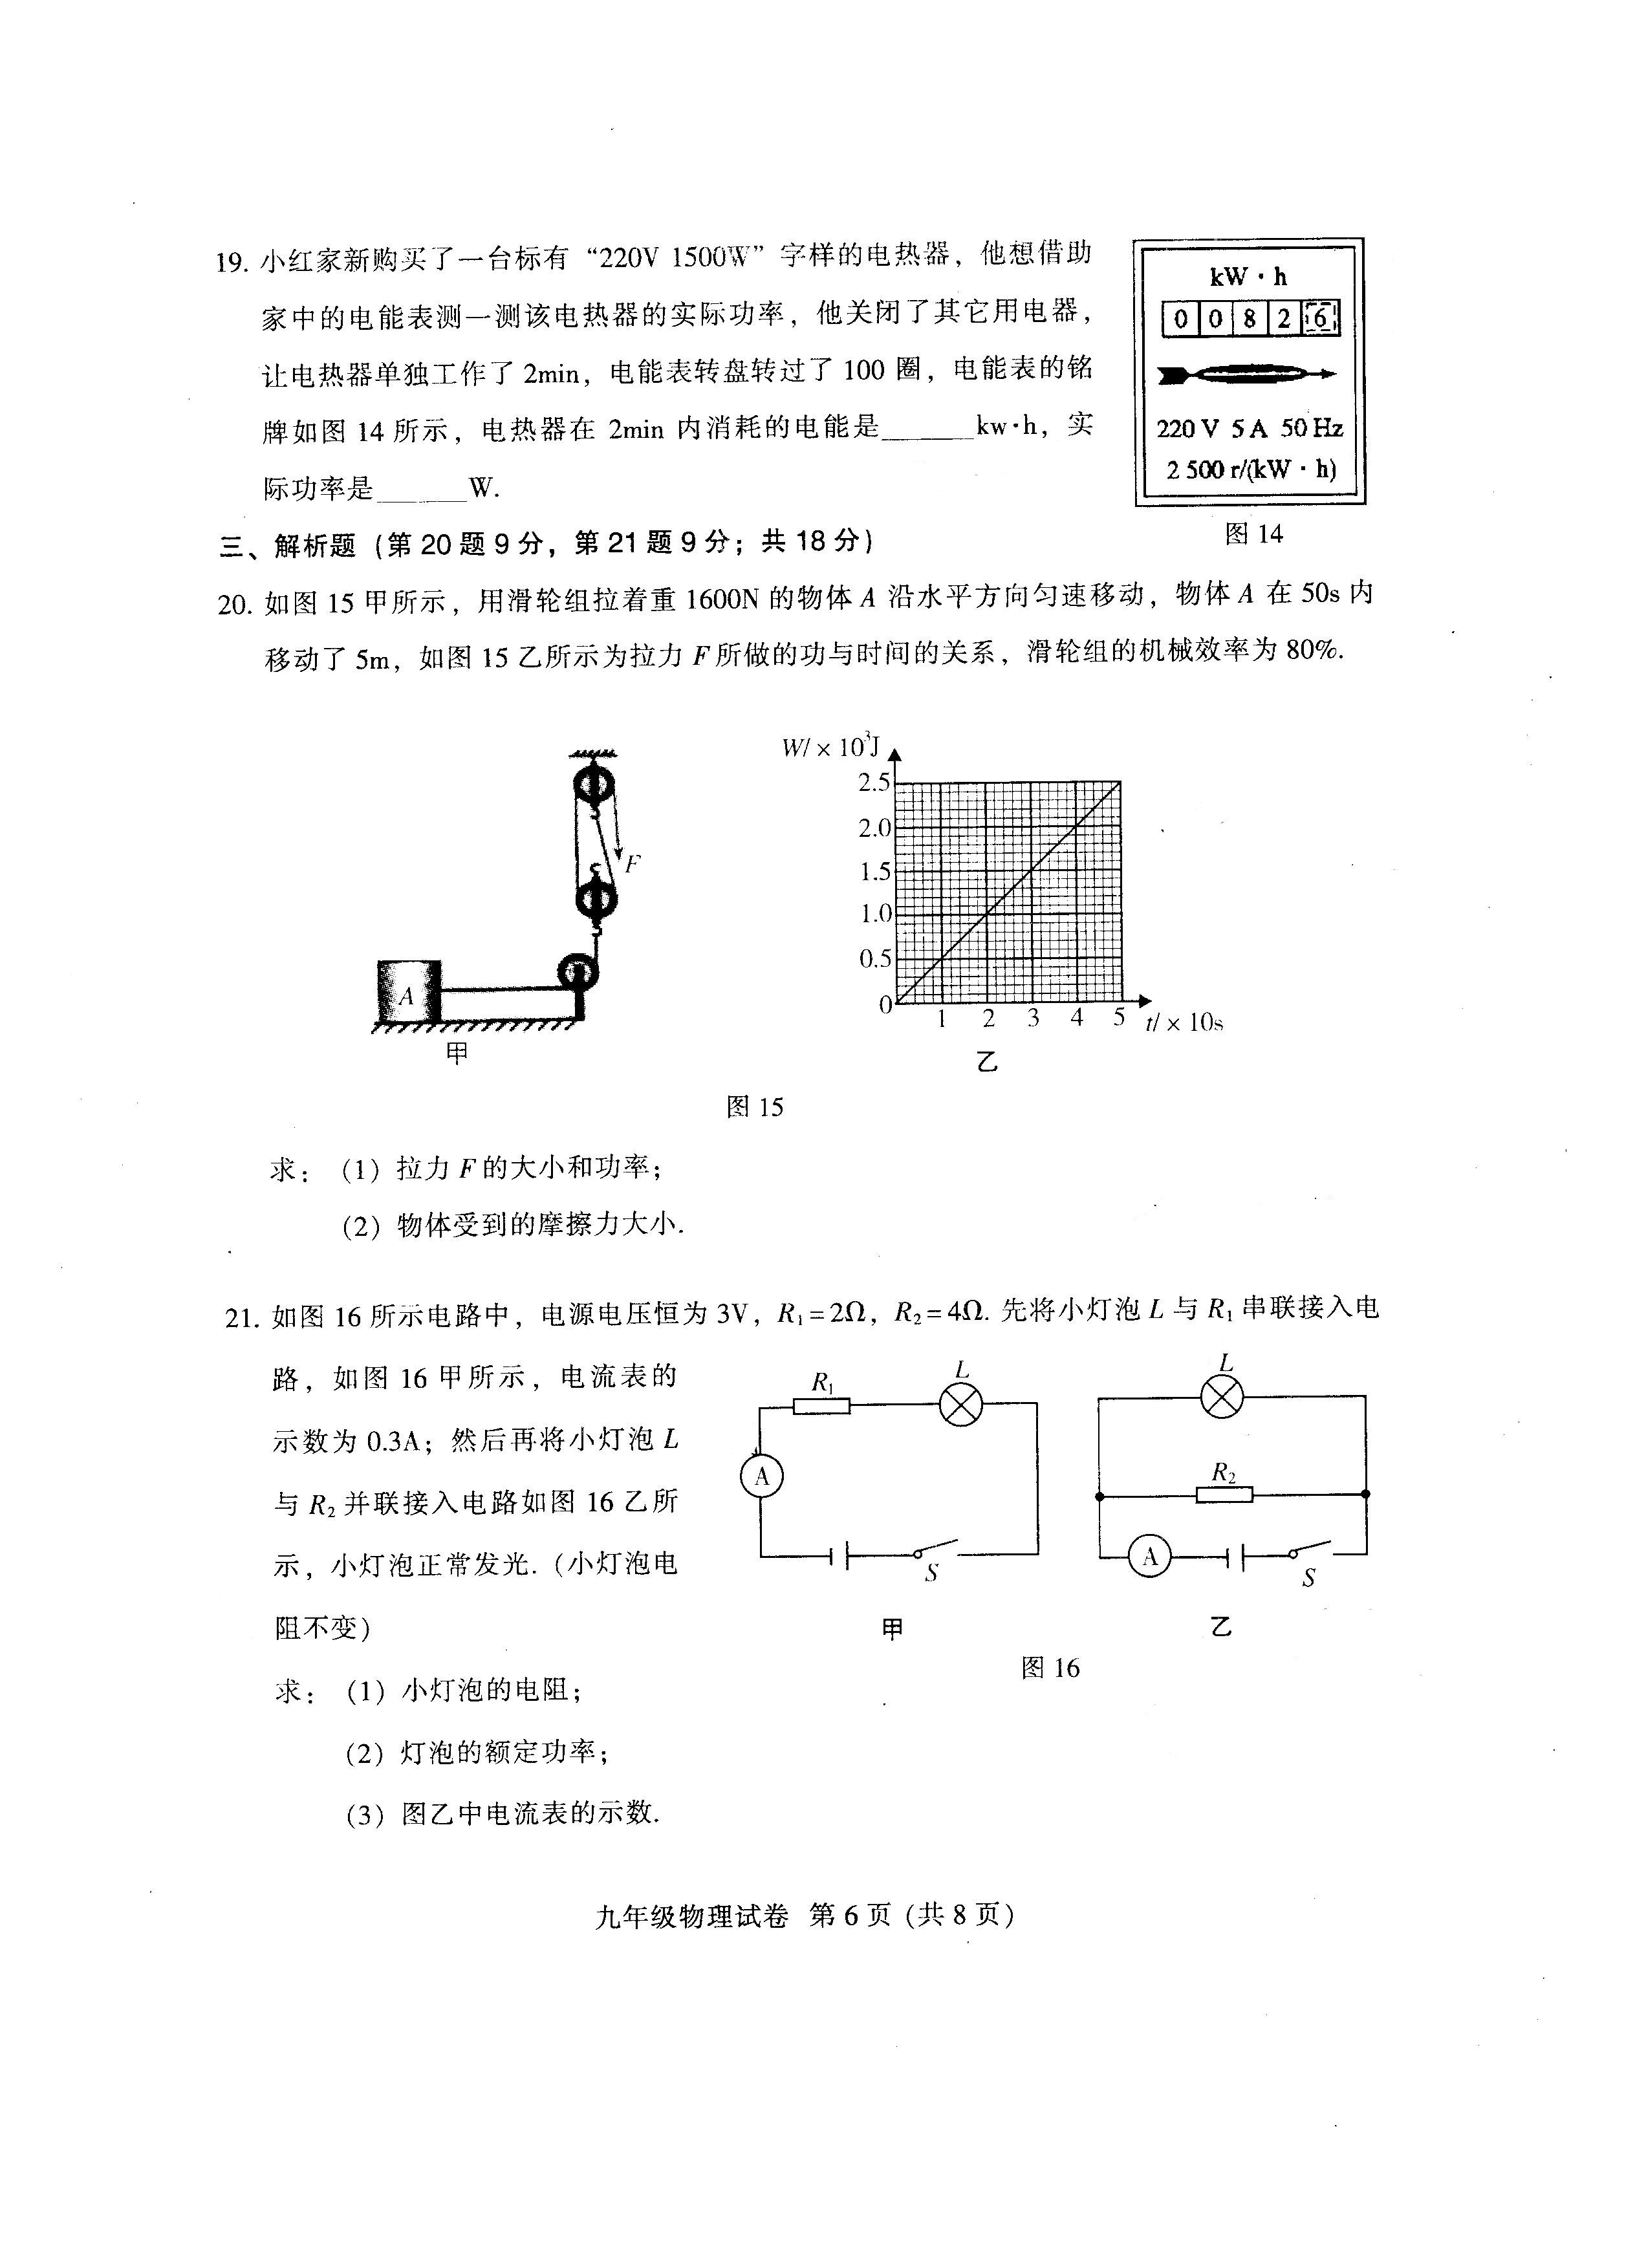 19. 小红家新购买了一台标有“220V 1500W”字样的电热器，他想借助
家中的电能表测一测该电热器的实际功率，他关闭了其它用电器，
让电热器单独工作了 2min，电能表转盘转过了 100 圈，电能表的铭
牌如图 14 所示，电热器在 2min 内消耗的电能是______kw·h，实
际功率是______W.
kW·h
0 0 8 2 6
220 V 5 A 50 Hz
2 500 r/(kW·h)
图 14
三、解析题（第 20 题 9 分，第 21 题 9 分；共 18 分）
20. 如图 15 甲所示，用滑轮组拉着重 1600N 的物体 A 沿水平方向匀速移动，物体 A 在 50s 内
移动了 5m，如图 15 乙所示为拉力 F 所做的功与时间的关系，滑轮组的机械效率为 80%.
F
A
甲
W/×10³J
2.5
2.0
1.5
1.0
0.5
0
1 2 3 4 5 t/×10s
乙
图 15
求：（1）拉力 F 的大小和功率；
（2）物体受到的摩擦力大小.
21. 如图 16 所示电路中，电源电压恒为 3V，R₁=2Ω，R₂=4Ω. 先将小灯泡 L 与 R₁ 串联接入电
路，如图 16 甲所示，电流表的
示数为 0.3A；然后再将小灯泡 L
与 R₂ 并联接入电路如图 16 乙所
示，小灯泡正常发光.（小灯泡电
阻不变）
R₁ L
A
S
甲
L
R₂
A
S
乙
图 16
求：（1）小灯泡的电阻；
（2）灯泡的额定功率；
（3）图乙中电流表的示数.
九年级物理试卷 第 6 页（共 8 页）